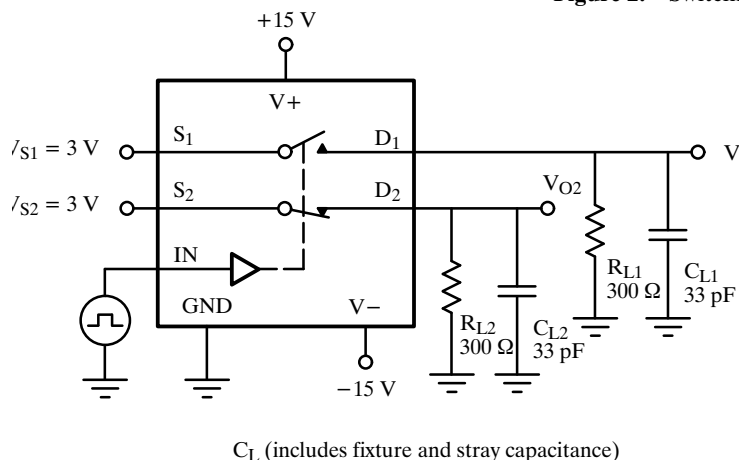 +15 V
V+
S1
D1
S2
D2
VO2
IN
GND
V−
−15 V
RL1
300 Ω
CL1
33 pF
RL2
300 Ω
CL2
33 pF
= 3 V
= 3 V
CL (includes fixture and stray capacitance)